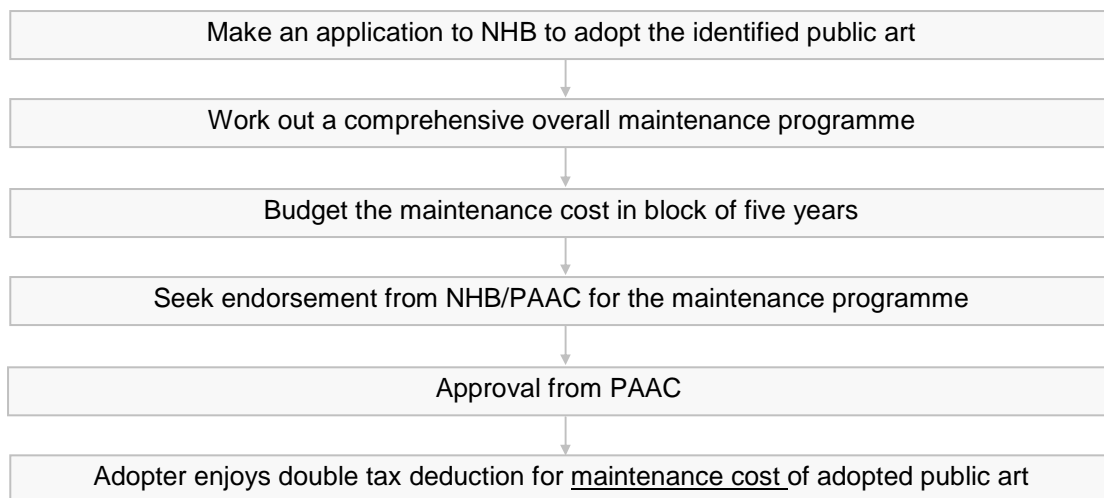 Make an application to NHB to adopt the identified public art
Work out a comprehensive overall maintenance programme
Budget the maintenance cost in block of five years
Seek endorsement from NHB/PAAC for the maintenance programme
Approval from PAAC
Adopter enjoys double tax deduction for maintenance cost of adopted public art